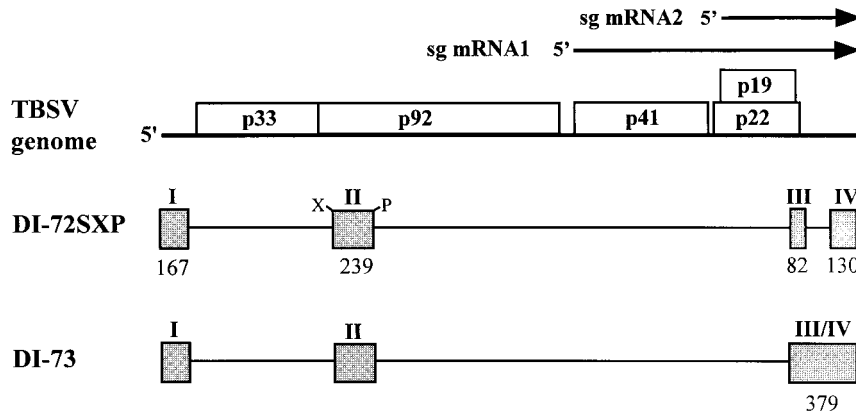 sg mRNA2 5'
sg mRNA1 5'
TBSV genome 5'
p33 p92 p41 p19 p22
DI-72SXP
I X II P III IV
167 239 82 130
DI-73
I II III/IV
379